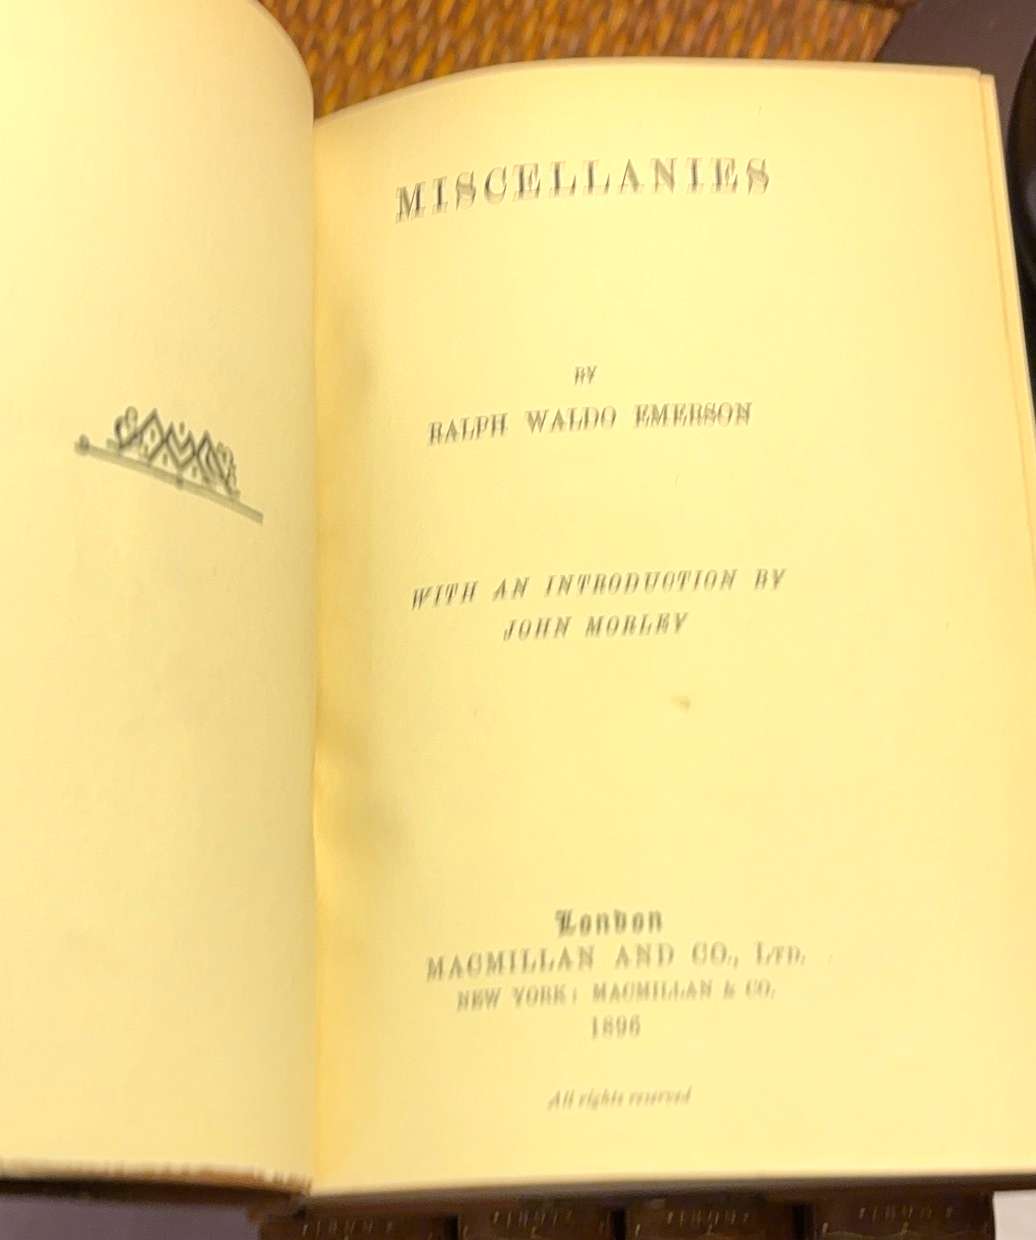 MISCELLANIES
BY
RALPH WALDO EMERSON
WITH AN INTRODUCTION BY
JOHN MORLEY
London
MACMILLAN AND CO., LTD.
NEW YORK: MACMILLAN & CO.
1896
All rights reserved